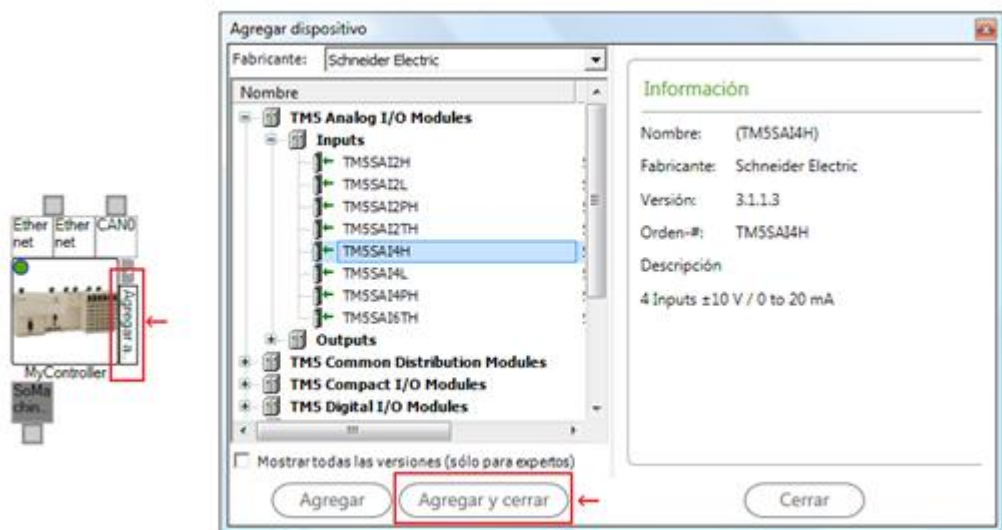 Ether
net
Ether
net
CAN0
Agregar a..
MyController
SoMa
chin..
Agregar dispositivo
Fabricante: Schneider Electric
Nombre
TM5 Analog I/O Modules
Inputs
TM5SAI2H
TM5SAI2L
TM5SAI2PH
TM5SAI2TH
TM5SAI4H
TM5SAI4L
TM5SAI4PH
TM5SAI6TH
Outputs
TM5 Common Distribution Modules
TM5 Compact I/O Modules
TM5 Digital I/O Modules
Mostrar todas las versiones (sólo para expertos)
Agregar
Agregar y cerrar
Información
Nombre: (TM5SAI4H)
Fabricante: Schneider Electric
Versión: 3.1.1.3
Orden-#: TM5SAI4H
Descripción
4 Inputs ±10 V / 0 to 20 mA
Cerrar